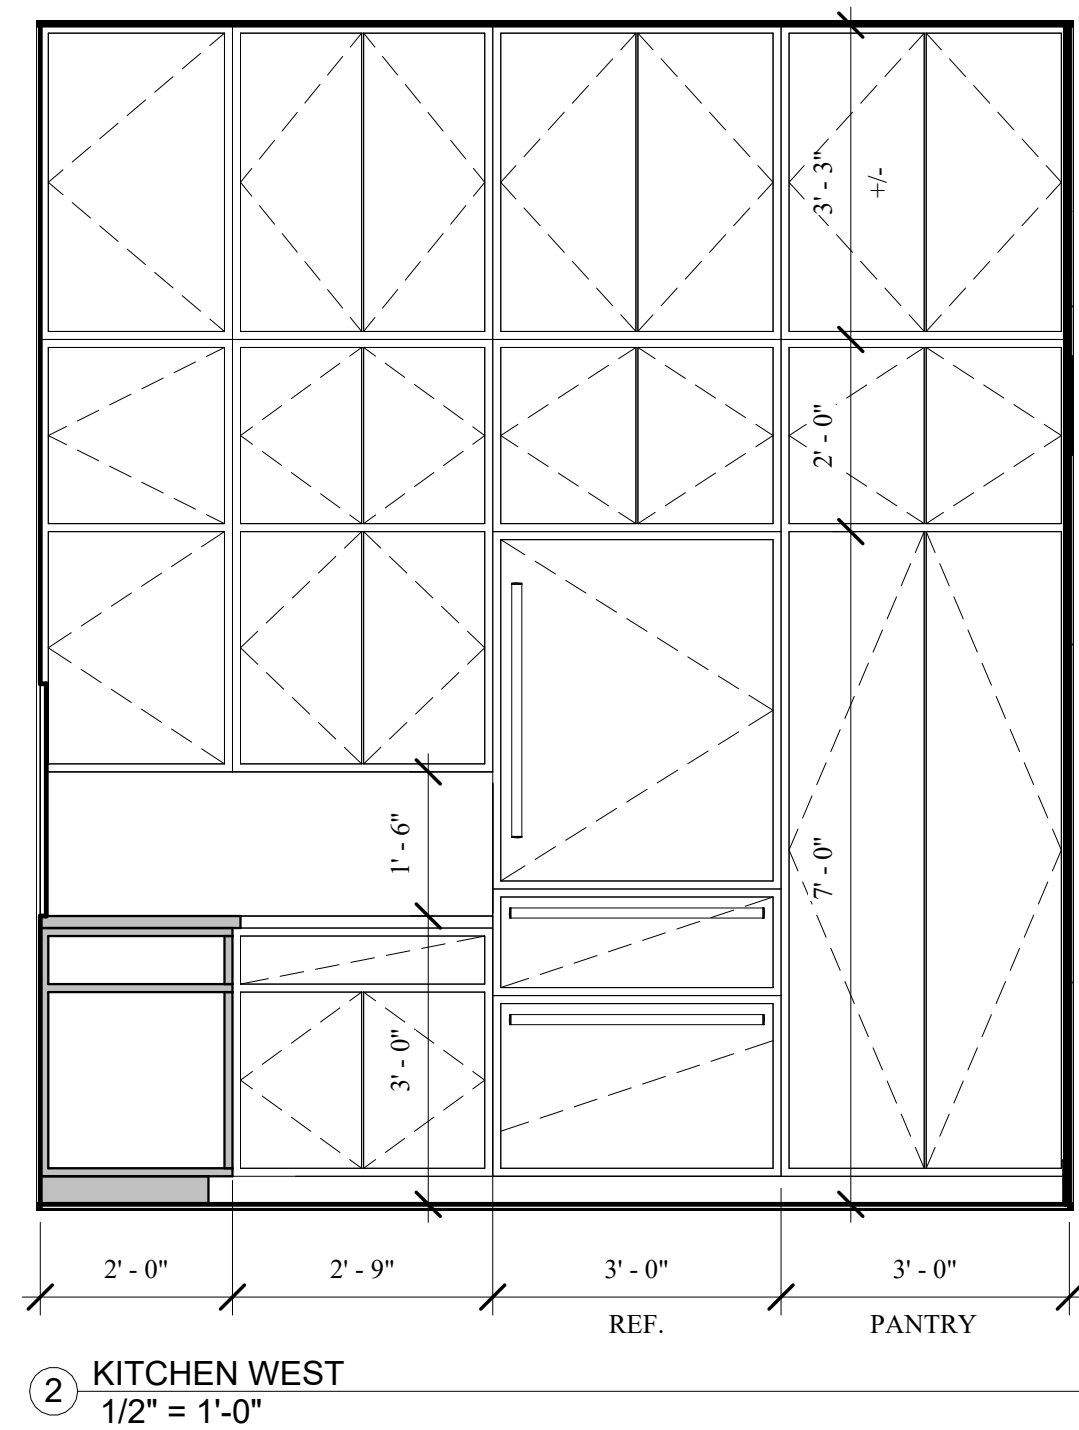 3' - 3"
+/-
2' - 0"
1' - 6"
7' - 0"
3' - 0"
2' - 0"
2' - 9"
3' - 0"
3' - 0"
REF.
PANTRY
2
KITCHEN WEST
1/2" = 1'-0"